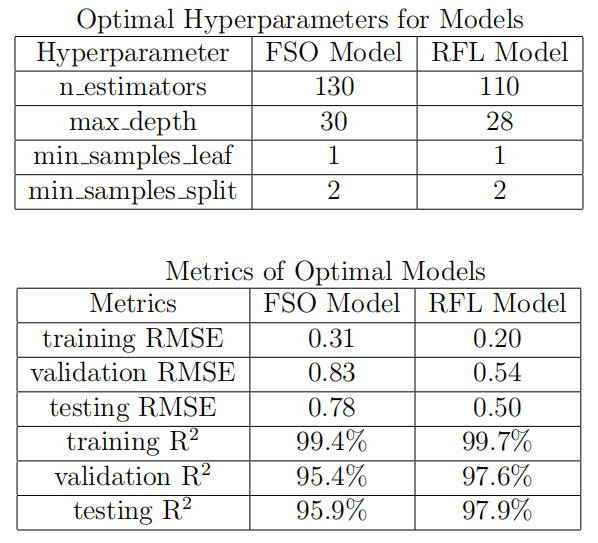 Optimal Hyperparameters for Models
Hyperparameter FSO Model RFL Model
n_estimators 130 110
max_depth 30 28
min_samples_leaf 1 1
min_samples_split 2 2
Metrics of Optimal Models
Metrics FSO Model RFL Model
training RMSE 0.31 0.20
validation RMSE 0.83 0.54
testing RMSE 0.78 0.50
training R² 99.4% 99.7%
validation R² 95.4% 97.6%
testing R² 95.9% 97.9%